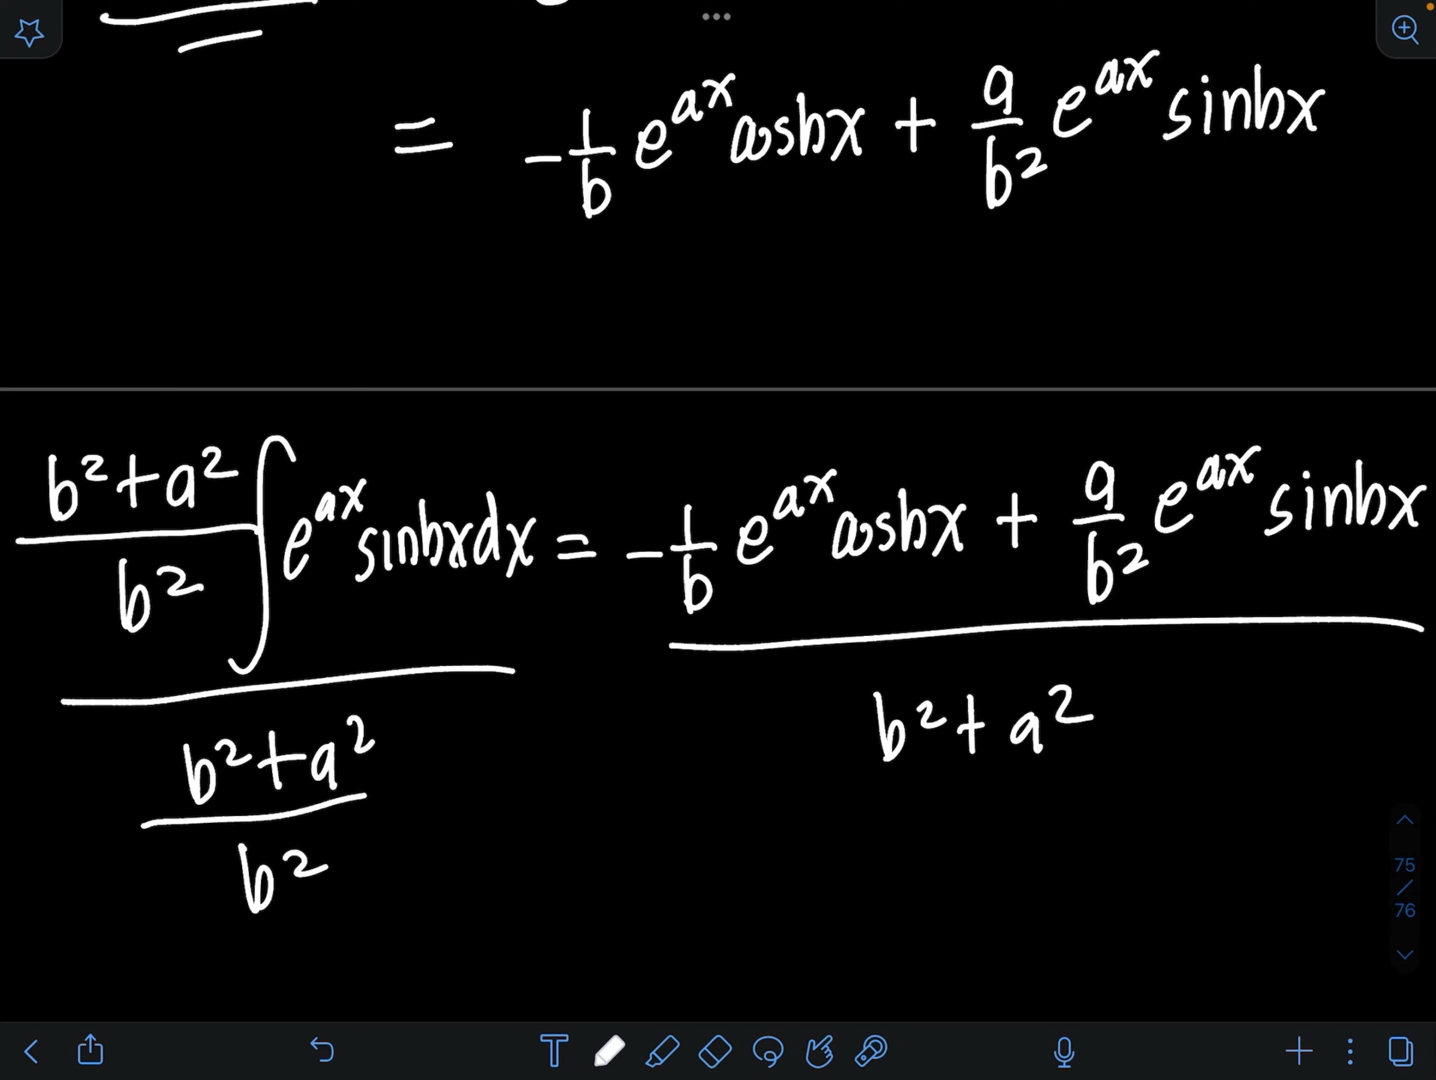 = -1/b e^{ax} cosbx + a/b² e^{ax} sinbx
(b²+a²)/b² ∫ e^{ax} sinbx dx = -1/b e^{ax} cosbx + a/b² e^{ax} sinbx
(b²+a²)/b²
b²+a²
75
/
76
T